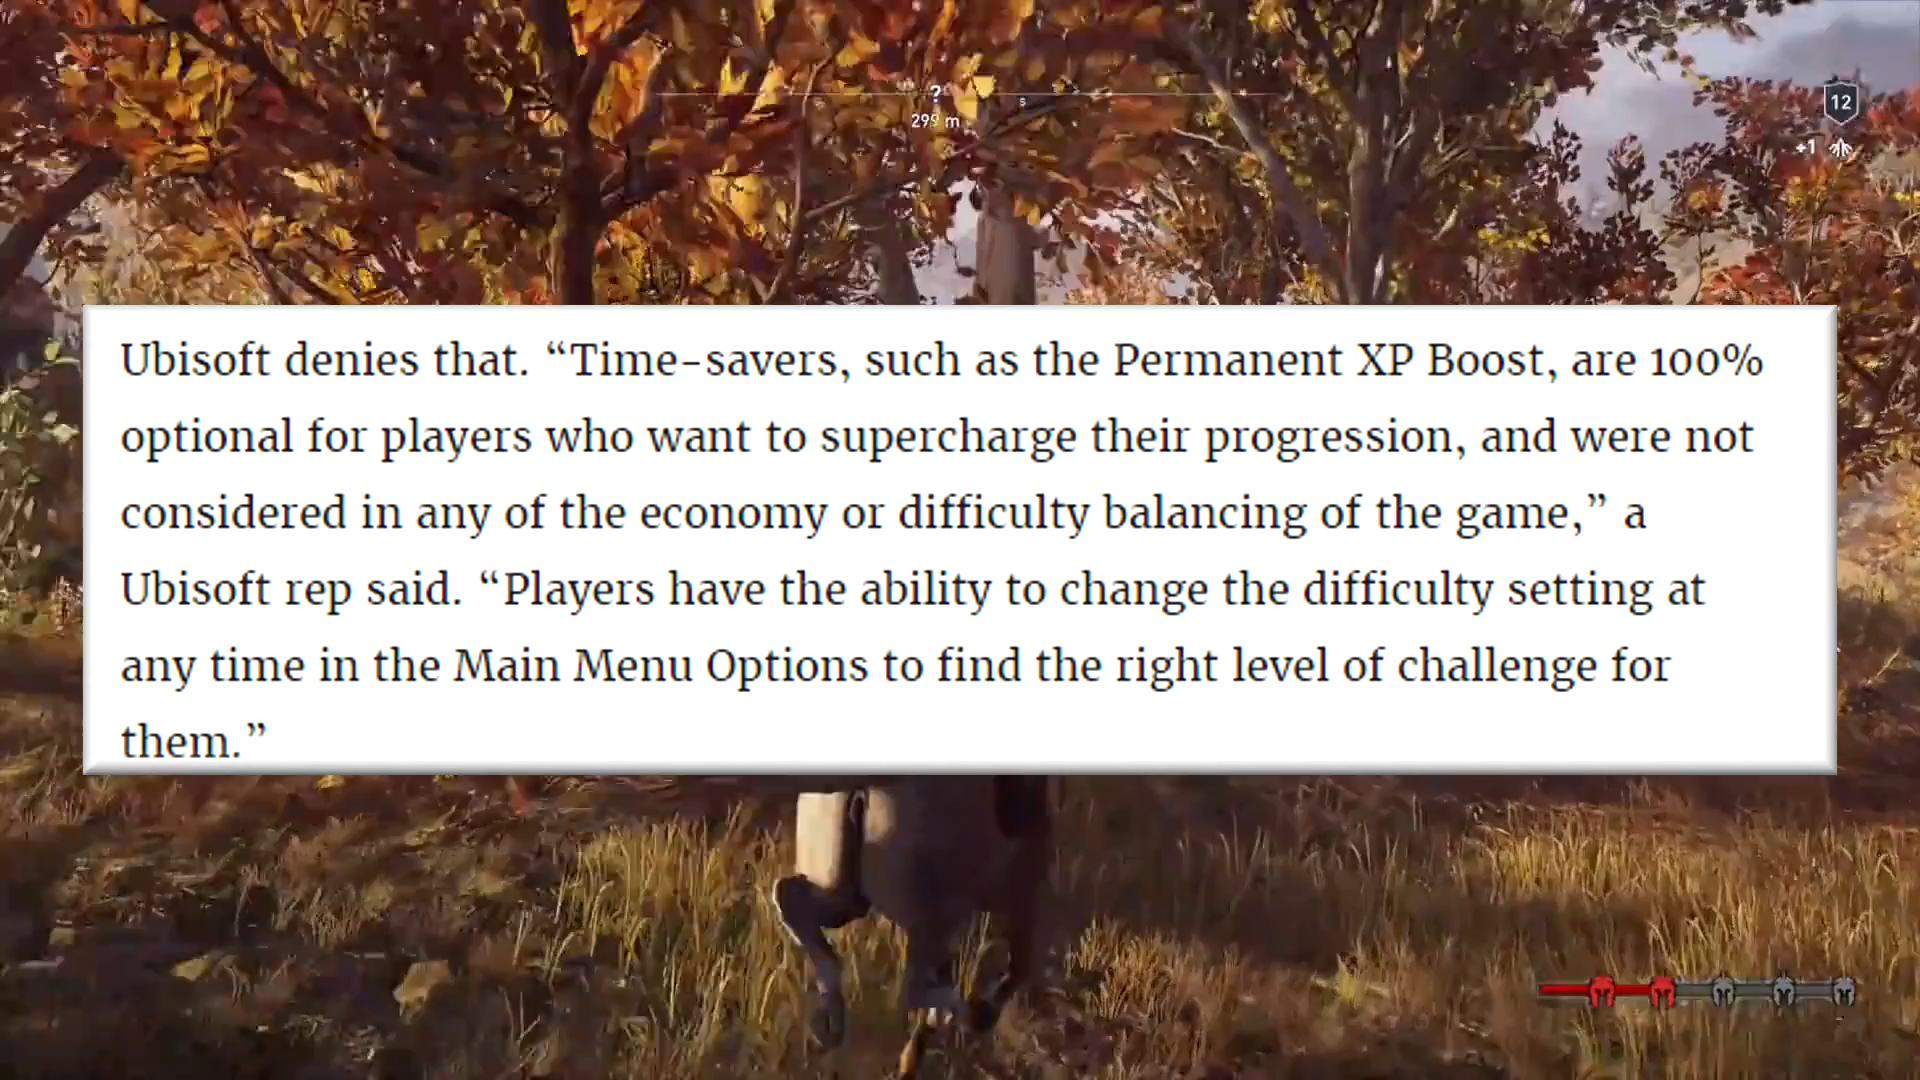 ?
S
299 m
12
+1
Ubisoft denies that. “Time-savers, such as the Permanent XP Boost, are 100%
optional for players who want to supercharge their progression, and were not
considered in any of the economy or difficulty balancing of the game,” a
Ubisoft rep said. “Players have the ability to change the difficulty setting at
any time in the Main Menu Options to find the right level of challenge for
them.”